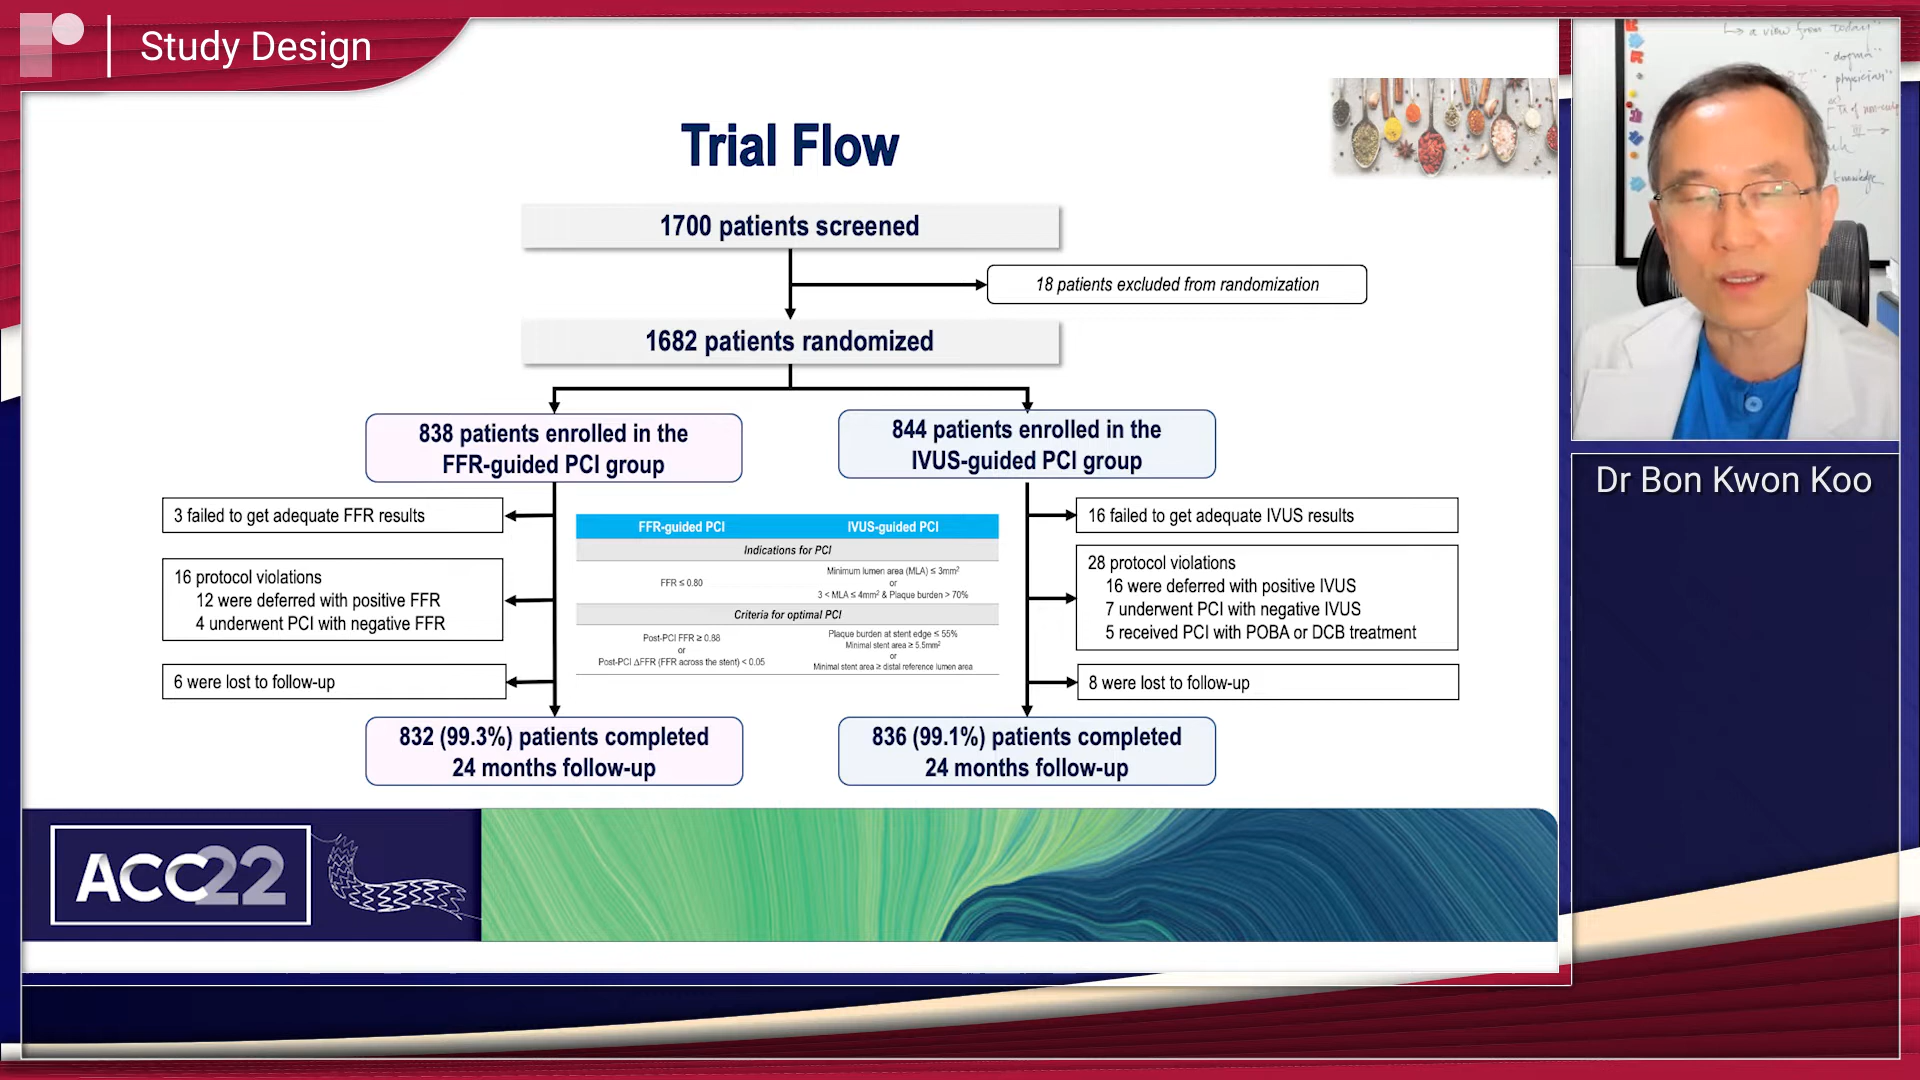 Study Design
Trial Flow
1700 patients screened
18 patients excluded from randomization
1682 patients randomized
838 patients enrolled in the
FFR-guided PCI group
844 patients enrolled in the
IVUS-guided PCI group
3 failed to get adequate FFR results
16 protocol violations
12 were deferred with positive FFR
4 underwent PCI with negative FFR
6 were lost to follow-up
FFR-guided PCI IVUS-guided PCI
Indications for PCI
FFR ≤ 0.80
Minimum lumen area (MLA) ≤ 3mm²
or
3 < MLA ≤ 4mm² & Plaque burden > 70%
Criteria for optimal PCI
Post-PCI FFR ≥ 0.88
or
Post-PCI ΔFFR (FFR across the stent) < 0.05
Plaque burden at stent edge ≤ 55%
Minimal stent area ≥ 5.5mm²
or
Minimal stent area ≥ distal reference lumen area
16 failed to get adequate IVUS results
28 protocol violations
16 were deferred with positive IVUS
7 underwent PCI with negative IVUS
5 received PCI with POBA or DCB treatment
8 were lost to follow-up
832 (99.3%) patients completed
24 months follow-up
836 (99.1%) patients completed
24 months follow-up
ACC22
a view from today
"dogma"
physician"
knowledge
Dr Bon Kwon Koo